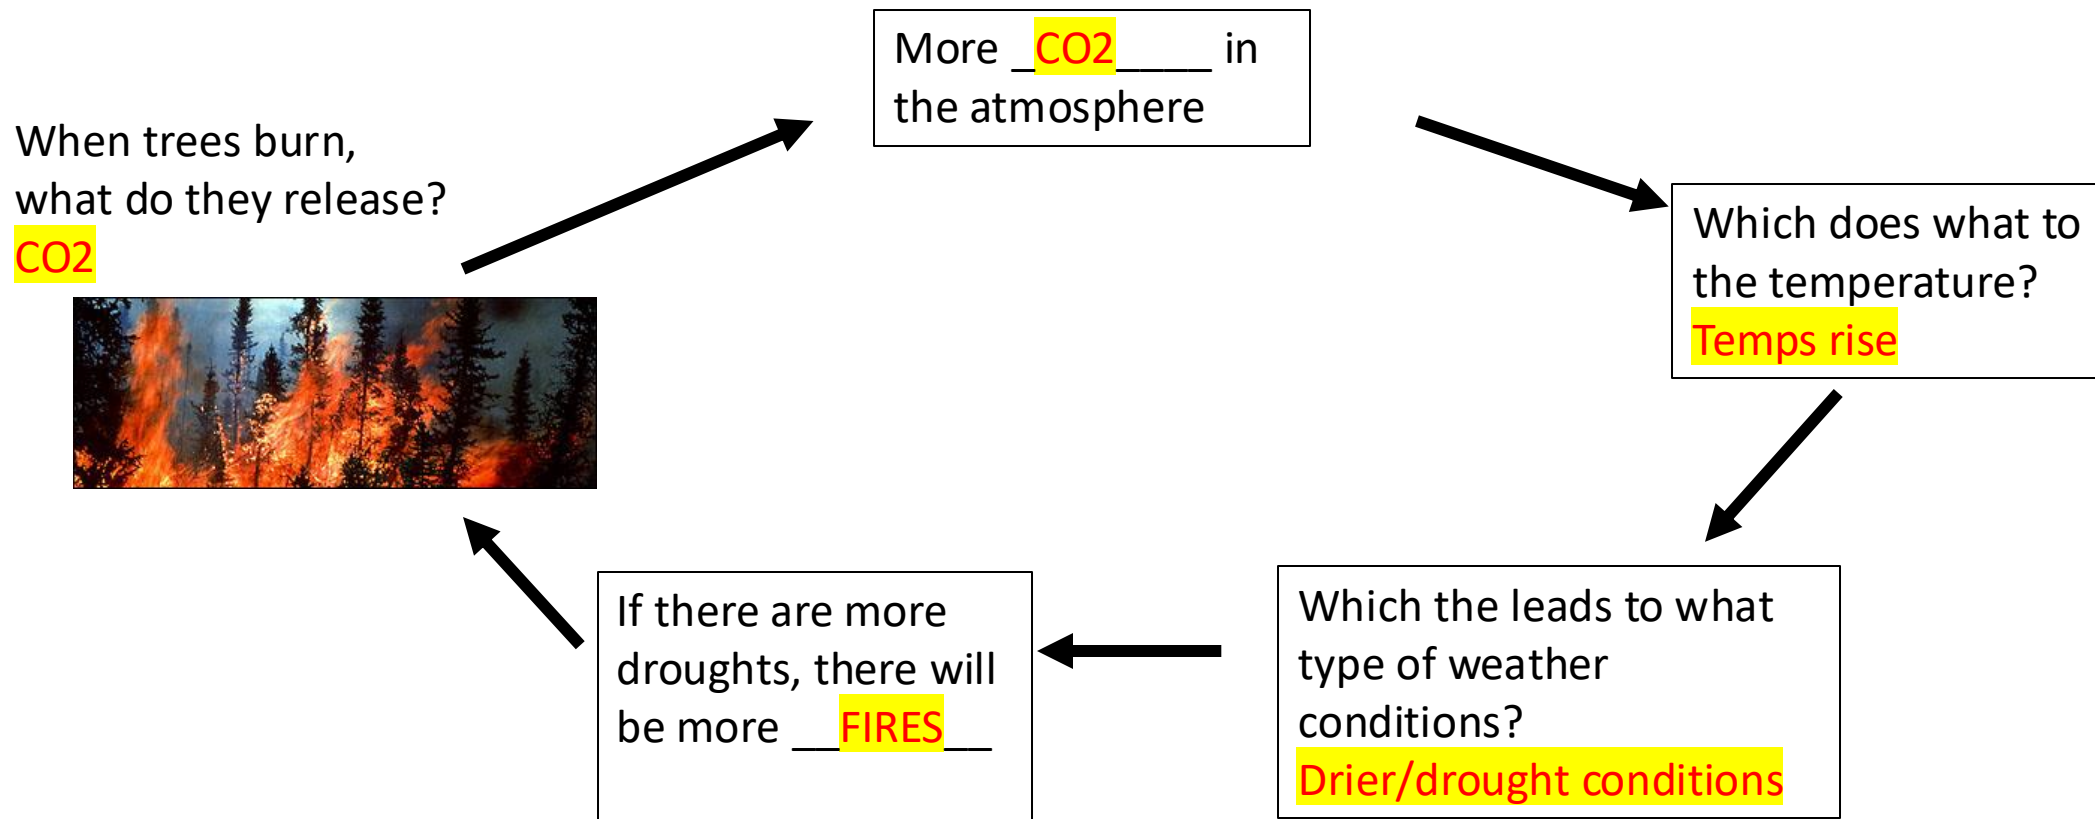 When trees burn,
what do they release?
CO2
More _CO2____ in
the atmosphere
Which does what to
the temperature?
Temps rise
Which the leads to what
type of weather
conditions?
Drier/drought conditions
If there are more
droughts, there will
be more __FIRES__